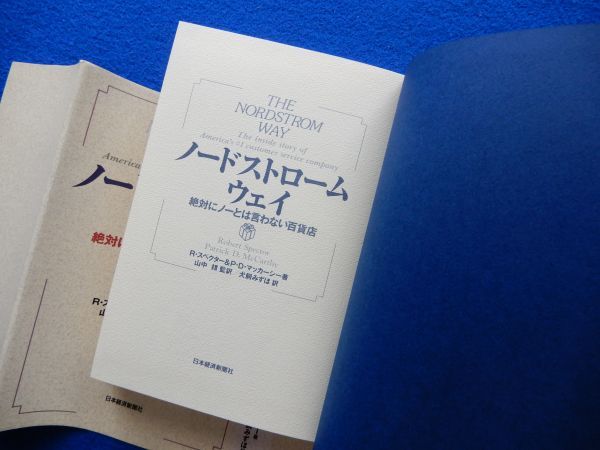 THE
NORDSTROM
WAY
The inside story of
America's #1 customer service company
ノードストローム
ウェイ
絶対にノーとは言わない百貨店
Robert Spector
Patrick D. McCarthy
R・スペクター&P・D・マッカーシー著
山中 鏆 監訳 犬飼みずほ 訳
日本経済新聞社
America
ノー
絶対に
R・ス
山
日本経済新聞社